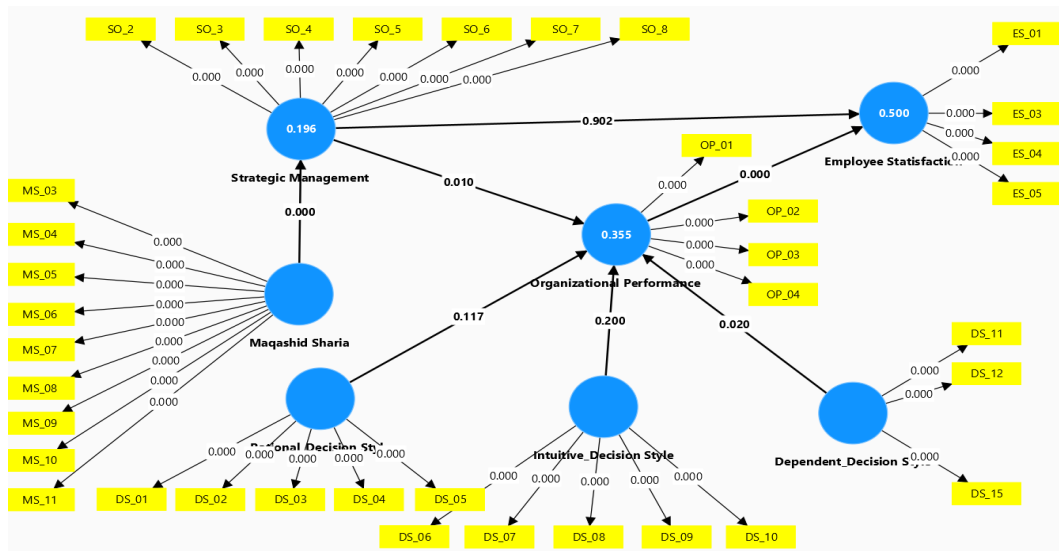 SO_2
SO_3
SO_4
SO_5
SO_6
SO_7
SO_8
ES_01
0.000
0.000
0.000
0.000
0.000
0.000
0.000
0.000
0.196
0.902
0.500
ES_03
0.000
ES_04
0.000
ES_05
0.000
Employee Statisfaction
Strategic Management
OP_01
0.000
0.010
0.000
OP_02
0.000
0.355
OP_03
0.000
OP_04
0.000
Organizational Performance
MS_03
MS_04
MS_05
MS_06
MS_07
MS_08
MS_09
MS_10
MS_11
0.000
0.000
0.000
0.000
0.000
0.000
0.000
0.000
0.000
0.000
Maqashid Sharia
0.117
0.200
0.020
DS_11
0.000
DS_12
0.000
DS_15
0.000
Rational_Decision Style
0.000
0.000
0.000
0.000
0.000
DS_01
DS_02
DS_03
DS_04
DS_05
Intuitive_Decision Style
0.000
0.000
0.000
0.000
0.000
DS_06
DS_07
DS_08
DS_09
DS_10
Dependent_Decision Style